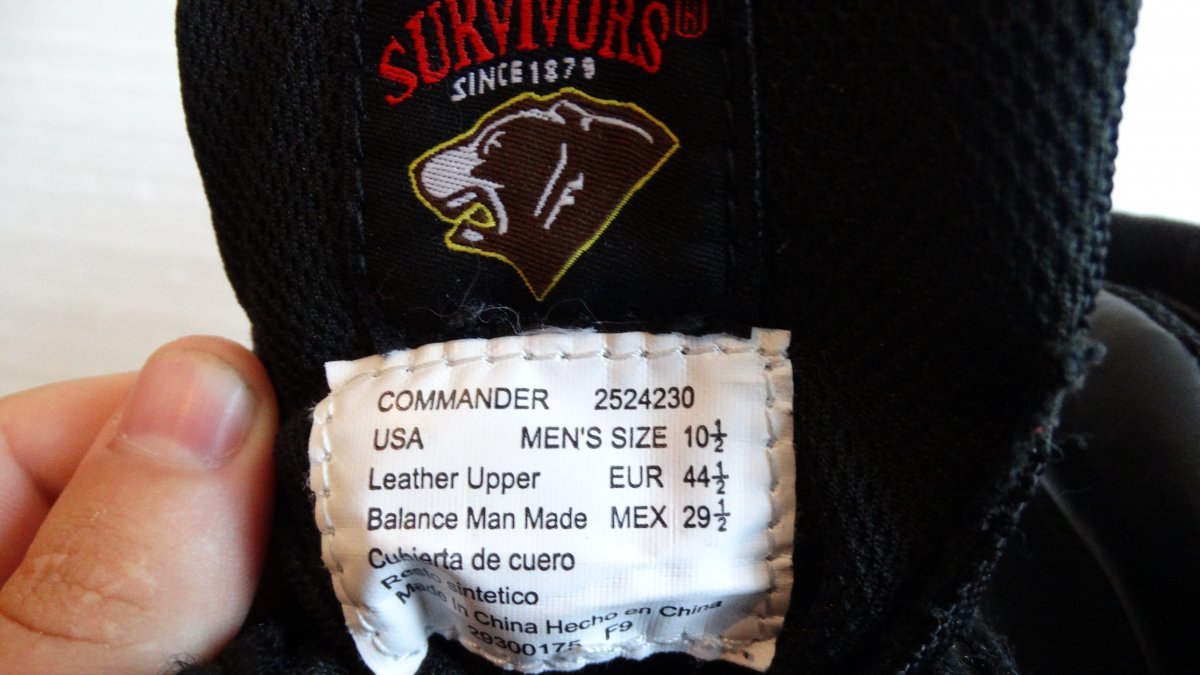 SURVIVORS
SINCE 1879
COMMANDER 2524230
USA MEN'S SIZE 10½
Leather Upper EUR 44½
Balance Man Made MEX 29½
Cubierta de cuero
Resto sintetico
Made In China Hecho en China
29300175 F9